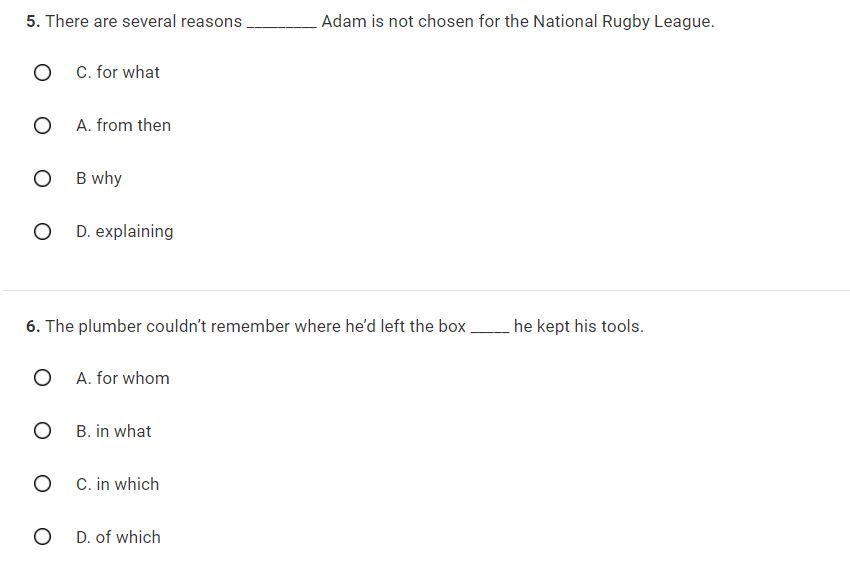 5. There are several reasons _________ Adam is not chosen for the National Rugby League.
C. for what
A. from then
B why
D. explaining
6. The plumber couldn't remember where he'd left the box _____ he kept his tools.
A. for whom
B. in what
C. in which
D. of which